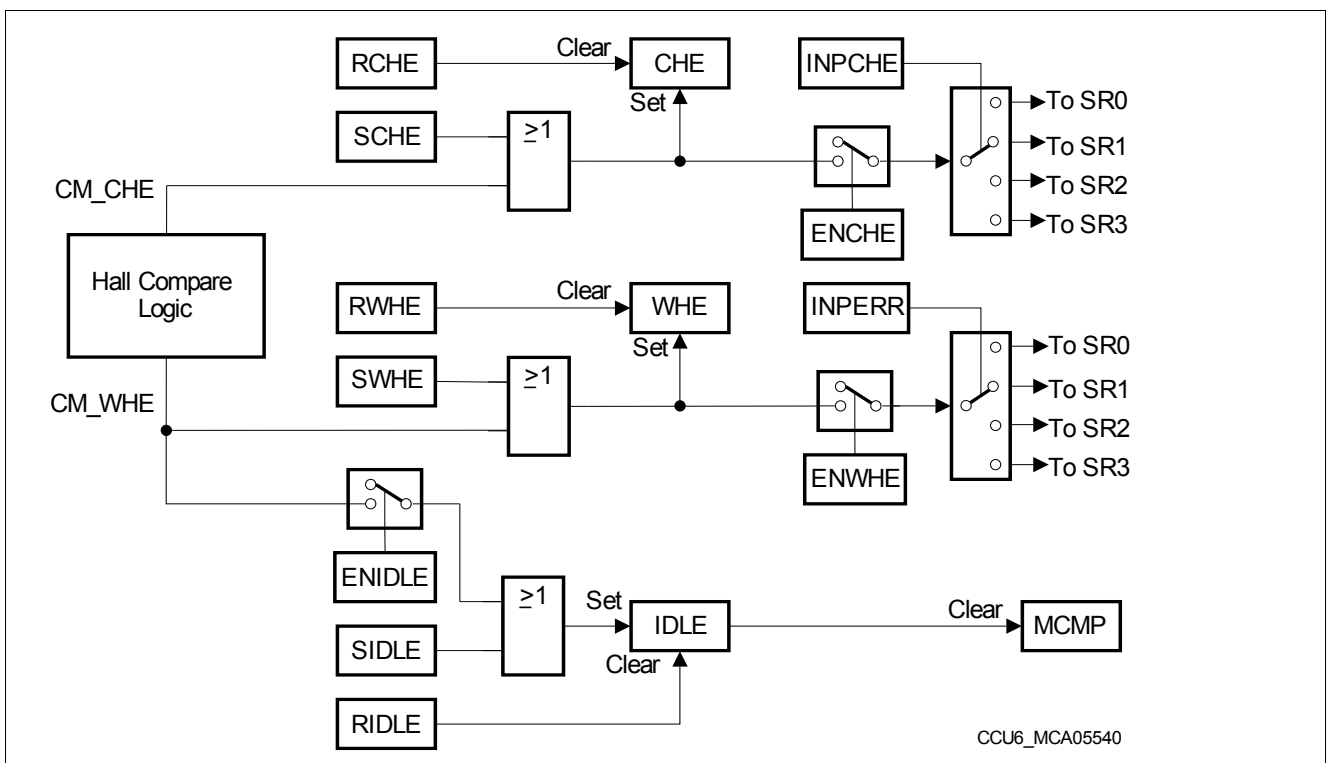 RCHE
Clear
CHE
INPCHE
Set
SCHE
≥1
To SR0
To SR1
To SR2
To SR3
CM_CHE
ENCHE
Hall Compare
Logic
RWHE
Clear
WHE
INPERR
Set
SWHE
≥1
To SR0
To SR1
To SR2
To SR3
CM_WHE
ENWHE
ENIDLE
≥1
Set
IDLE
Clear
MCMP
SIDLE
Clear
RIDLE
CCU6_MCA05540